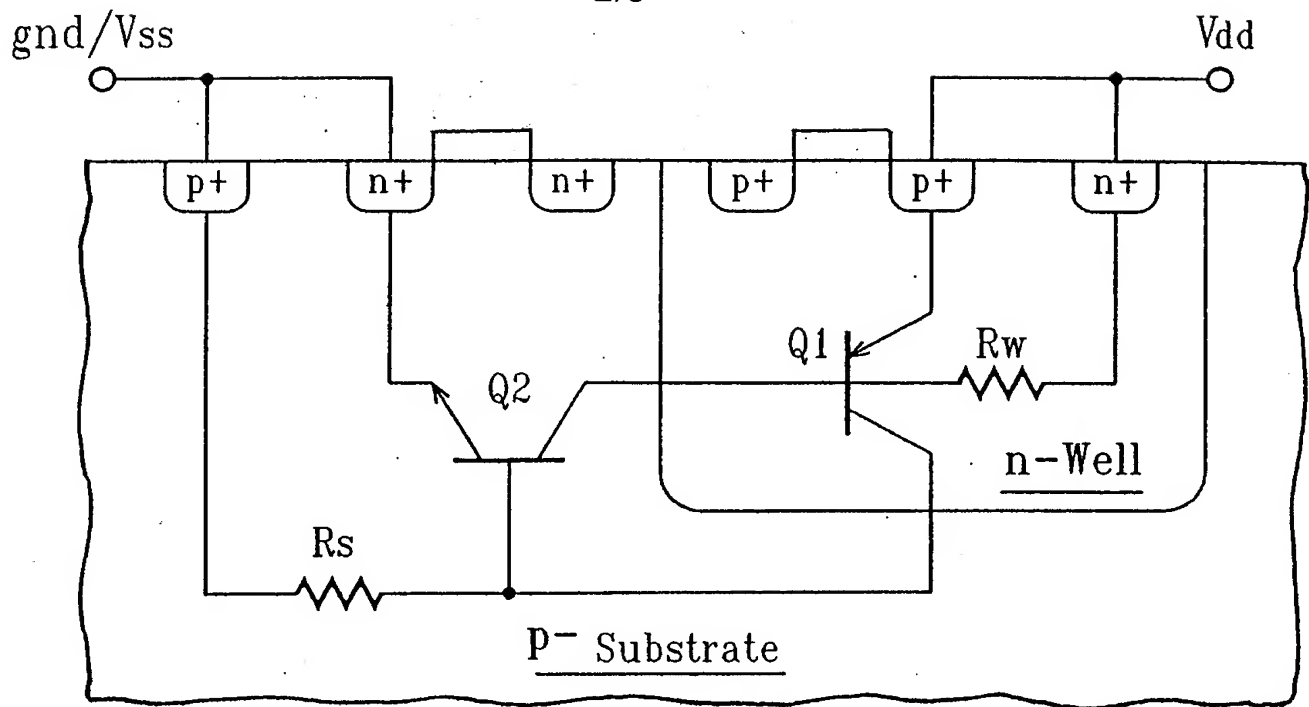 gnd/Vss
Vdd
p+
n+
n+
p+
p+
n+
Q1
Rw
Q2
n-Well
Rs
p- Substrate